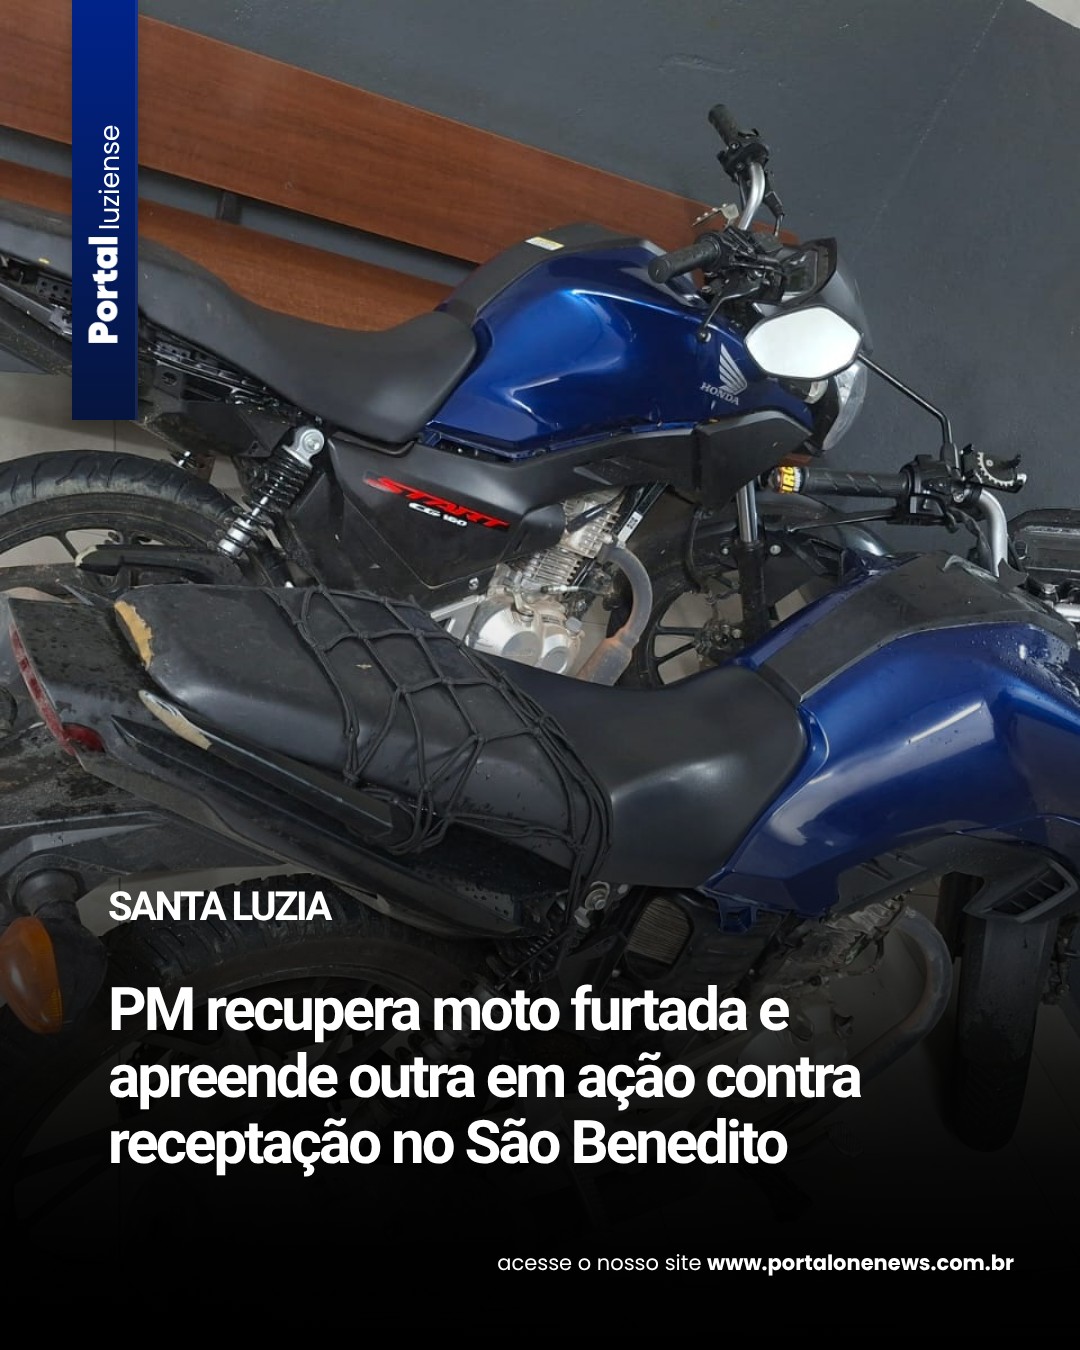 Portal luziense
HONDA
START
CG 160
SANTA LUZIA
PM recupera moto furtada e
apreende outra em ação contra
receptação no São Benedito
acesse o nosso site www.portalonenews.com.br